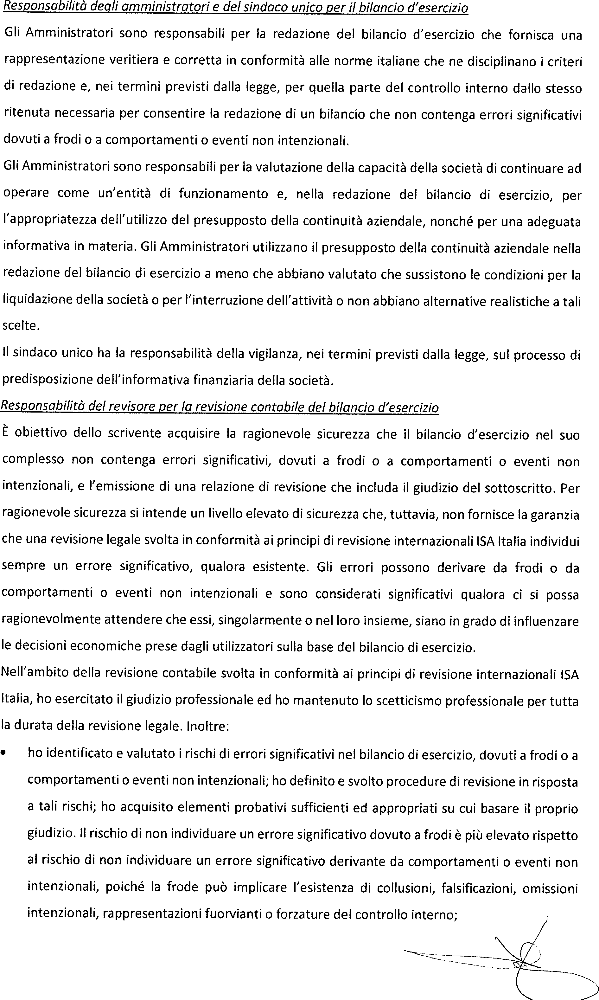 Responsabilità degli amministratori e del sindaco unico per il bilancio d'esercizio
Gli Amministratori sono responsabili per la redazione del bilancio d'esercizio che fornisca una
rappresentazione veritiera e corretta in conformità alle norme italiane che ne disciplinano i criteri
di redazione e, nei termini previsti dalla legge, per quella parte del controllo interno dallo stesso
ritenuta necessaria per consentire la redazione di un bilancio che non contenga errori significativi
dovuti a frodi o a comportamenti o eventi non intenzionali.
Gli Amministratori sono responsabili per la valutazione della capacità della società di continuare ad
operare come un'entità di funzionamento e, nella redazione del bilancio di esercizio, per
l'appropriatezza dell'utilizzo del presupposto della continuità aziendale, nonché per una adeguata
informativa in materia. Gli Amministratori utilizzano il presupposto della continuità aziendale nella
redazione del bilancio di esercizio a meno che abbiano valutato che sussistono le condizioni per la
liquidazione della società o per l'interruzione dell'attività o non abbiano alternative realistiche a tali
scelte.
Il sindaco unico ha la responsabilità della vigilanza, nei termini previsti dalla legge, sul processo di
predisposizione dell'informativa finanziaria della società.
Responsabilità del revisore per la revisione contabile del bilancio d'esercizio
È obiettivo dello scrivente acquisire la ragionevole sicurezza che il bilancio d'esercizio nel suo
complesso non contenga errori significativi, dovuti a frodi o a comportamenti o eventi non
intenzionali, e l'emissione di una relazione di revisione che includa il giudizio del sottoscritto. Per
ragionevole sicurezza si intende un livello elevato di sicurezza che, tuttavia, non fornisce la garanzia
che una revisione legale svolta in conformità ai principi di revisione internazionali ISA Italia individui
sempre un errore significativo, qualora esistente. Gli errori possono derivare da frodi o da
comportamenti o eventi non intenzionali e sono considerati significativi qualora ci si possa
ragionevolmente attendere che essi, singolarmente o nel loro insieme, siano in grado di influenzare
le decisioni economiche prese dagli utilizzatori sulla base del bilancio di esercizio.
Nell'ambito della revisione contabile svolta in conformità ai principi di revisione internazionali ISA
Italia, ho esercitato il giudizio professionale ed ho mantenuto lo scetticismo professionale per tutta
la durata della revisione legale. Inoltre:
• ho identificato e valutato i rischi di errori significativi nel bilancio di esercizio, dovuti a frodi o a
comportamenti o eventi non intenzionali; ho definito e svolto procedure di revisione in risposta
a tali rischi; ho acquisito elementi probativi sufficienti ed appropriati su cui basare il proprio
giudizio. Il rischio di non individuare un errore significativo dovuto a frodi è più elevato rispetto
al rischio di non individuare un errore significativo derivante da comportamenti o eventi non
intenzionali, poiché la frode può implicare l'esistenza di collusioni, falsificazioni, omissioni
intenzionali, rappresentazioni fuorvianti o forzature del controllo interno;